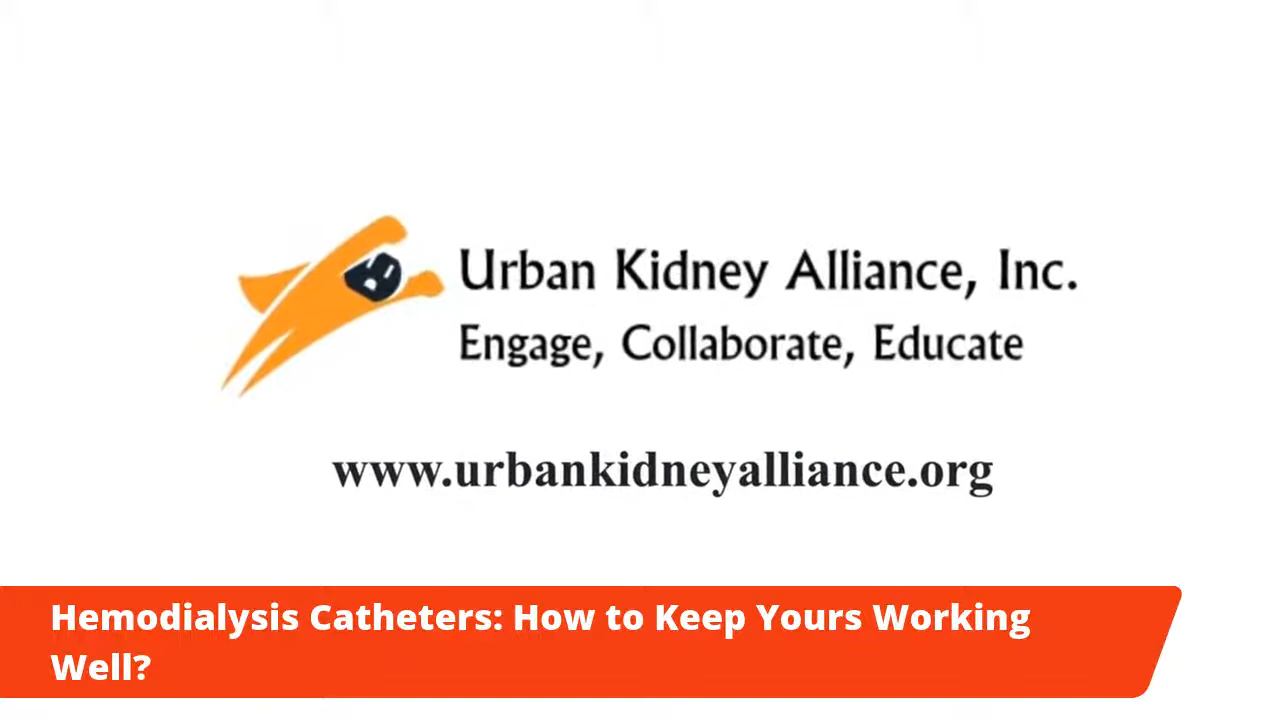 Urban Kidney Alliance, Inc.
Engage, Collaborate, Educate
www.urbankidneyalliance.org
Hemodialysis Catheters: How to Keep Yours Working
Well?